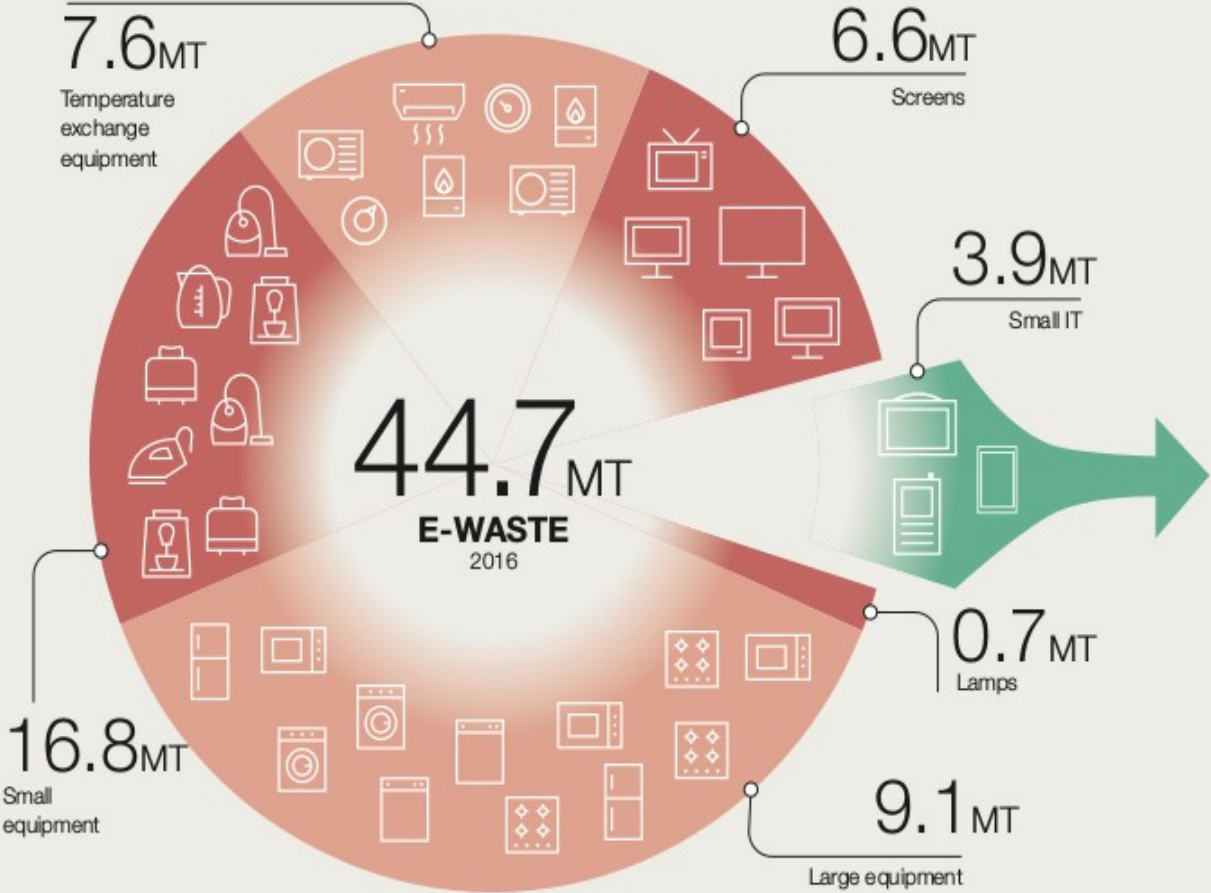 7.6MT
Temperature
exchange
equipment
6.6MT
Screens
3.9MT
Small IT
44.7MT
E-WASTE
2016
0.7MT
Lamps
16.8MT
Small
equipment
9.1MT
Large equipment